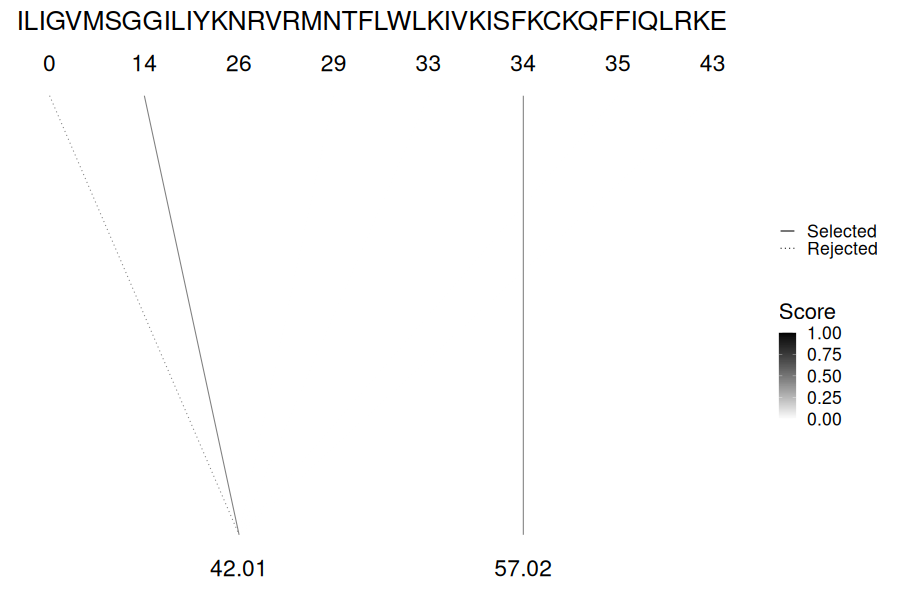 ILIGVMSGGILIYKNRVRMNTFLWLKIVKISFKCKQFFIQLRKE
0 14 26 29 33 34 35 43
Selected
Rejected
Score
1.00
0.75
0.50
0.25
0.00
42.01 57.02